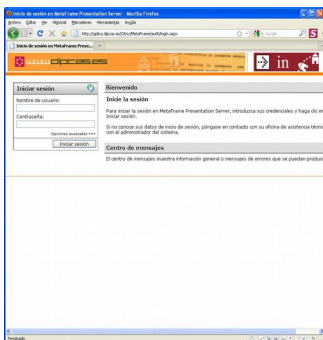 Inicio de sesión en MetaFrame Presentation Server - Mozilla Firefox
Archivo Editar Ver Historial Marcadores Herramientas Ayuda
Inicio de sesión en MetaFrame Prese...
dipcas
in
Iniciar sesión
Nombre de usuario:
Contraseña:
Opciones avanzadas >>>
Iniciar sesión
Bienvenido
Inicie la sesión
Para iniciar la sesión en MetaFrame Presentation Server, introduzca sus credenciales y haga clic en
Iniciar sesión.
Si no conoce sus datos de inicio de sesión, póngase en contacto con su oficina de asistencia técnica
con el administrador del sistema.
Centro de mensajes
El centro de mensajes muestra información general o mensajes de errores que se puedan produc
Terminado